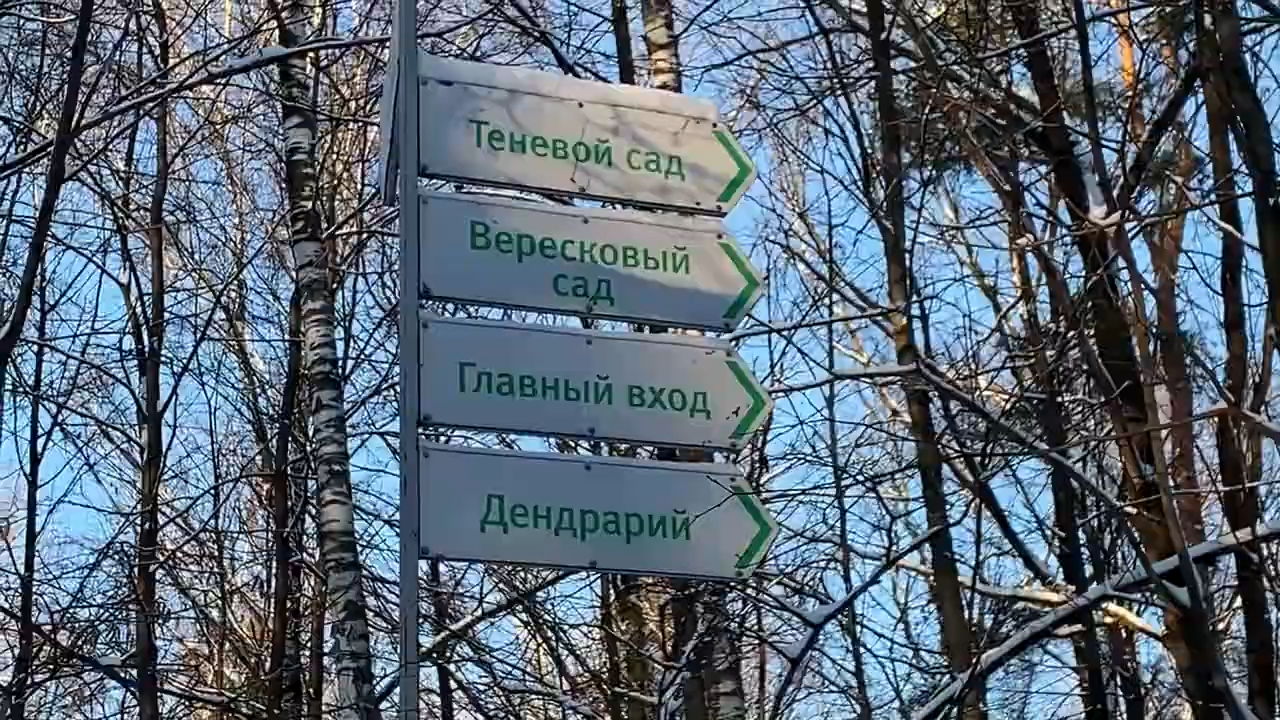 Теневой сад
Вересковый
сад
Главный вход
Дендрарий